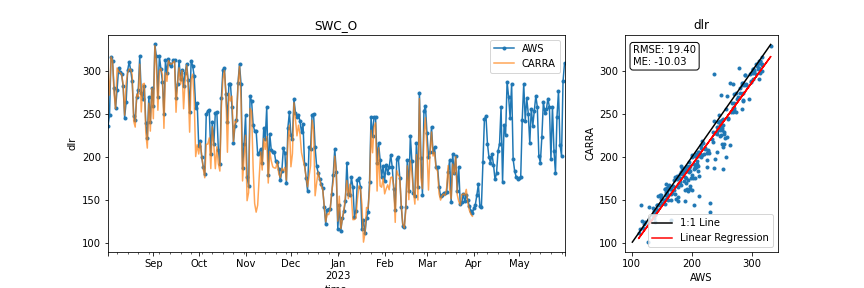 SWC_O
dlr
300
250
200
150
100
AWS
CARRA
Sep
Oct
Nov
Dec
Jan
2023
Feb
Mar
Apr
May
time
dlr
CARRA
300
250
200
150
100
RMSE: 19.40
ME: -10.03
1:1 Line
Linear Regression
100
200
300
AWS